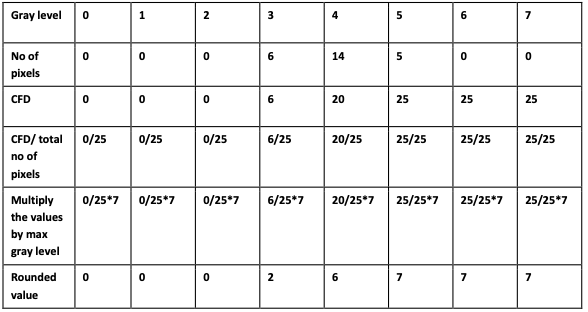 Gray level 0 1 2 3 4 5 6 7
No of pixels 0 0 0 6 14 5 0 0
CFD 0 0 0 6 20 25 25 25
CFD/ total no of pixels 0/25 0/25 0/25 6/25 20/25 25/25 25/25 25/25
Multiply the values by max gray level 0/25*7 0/25*7 0/25*7 6/25*7 20/25*7 25/25*7 25/25*7 25/25*7
Rounded value 0 0 0 2 6 7 7 7